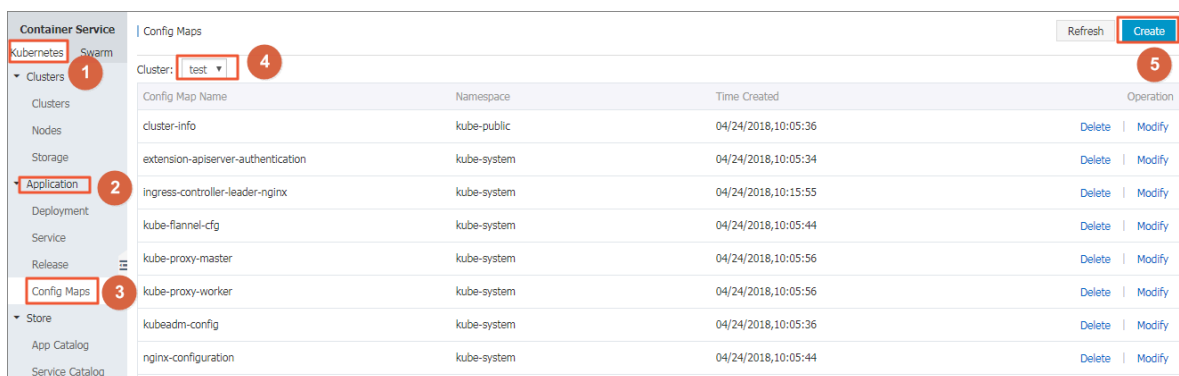 Container Service
Kubernetes Swarm
1
Clusters
Clusters
Nodes
Storage
Application
2
Deployment
Service
Release
Config Maps
3
Store
App Catalog
Service Catalog
Config Maps
Refresh
Create
5
Cluster: test
4
Config Map Name Namespace Time Created Operation
cluster-info kube-public 04/24/2018,10:05:36 Delete | Modify
extension-apiserver-authentication kube-system 04/24/2018,10:05:34 Delete | Modify
ingress-controller-leader-nginx kube-system 04/24/2018,10:15:55 Delete | Modify
kube-flannel-cfg kube-system 04/24/2018,10:05:44 Delete | Modify
kube-proxy-master kube-system 04/24/2018,10:05:56 Delete | Modify
kube-proxy-worker kube-system 04/24/2018,10:05:56 Delete | Modify
kubeadm-config kube-system 04/24/2018,10:05:36 Delete | Modify
nginx-configuration kube-system 04/24/2018,10:05:44 Delete | Modify